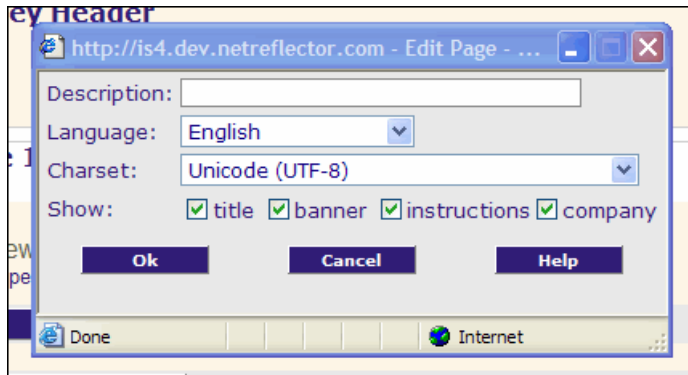 ey Header
http://is4.dev.netreflector.com - Edit Page - ...
Description:
Language: English
Charset: Unicode (UTF-8)
Show: title banner instructions company
Ok Cancel Help
Done Internet